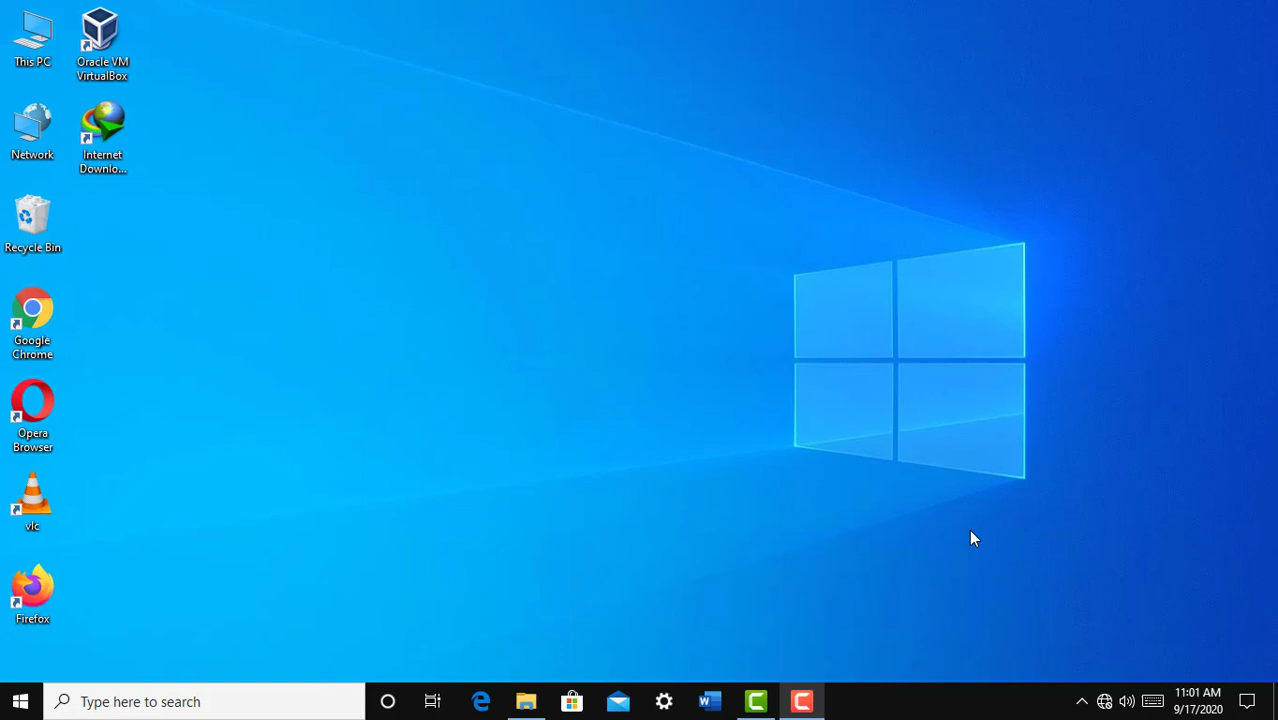 This PC
Oracle VM
VirtualBox
Network
Internet
Downlo...
Recycle Bin
Google
Chrome
Opera
Browser
vlc
Firefox
Type here to search
11:01 AM
9/17/2020